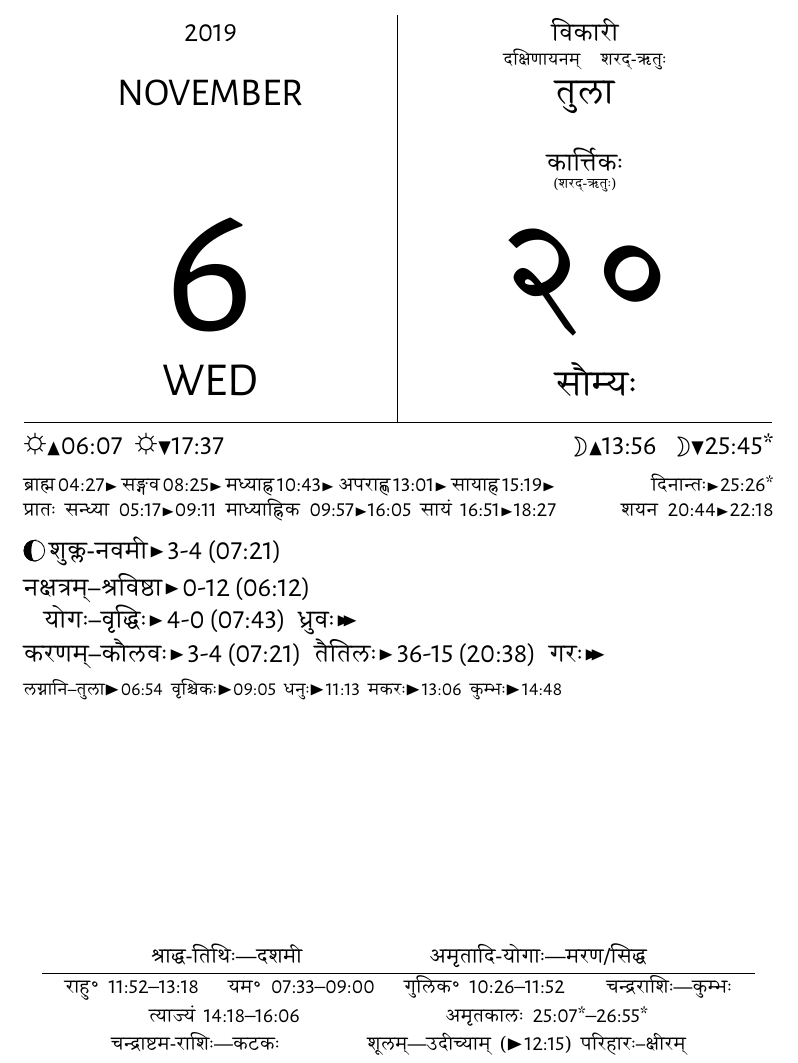 2019
NOVEMBER
6
WED
विकारी
दक्षिणायनम् शरद्-ऋतुः
तुला
कार्त्तिकः
(शरद्-ऋतुः)
२०
सौम्यः
☼▲06:07 ☼▼17:37 ☽▲13:56 ☽▼25:45*
ब्राह्म 04:27► सङ्गव 08:25► मध्याह्न 10:43► अपराह्ण 13:01► सायाह्न 15:19► दिनान्तः►25:26*
प्रातः सन्ध्या 05:17►09:11 माध्याह्निक 09:57►16:05 सायं 16:51►18:27 शयन 20:44►22:18
शुक्ल-नवमी►3-4 (07:21)
नक्षत्रम्–श्रविष्ठा►0-12 (06:12)
योगः–वृद्धिः►4-0 (07:43) ध्रुवः►►
करणम्–कौलवः►3-4 (07:21) तैतिलः►36-15 (20:38) गरः►►
लग्नानि–तुला►06:54 वृश्चिकः►09:05 धनुः►11:13 मकरः►13:06 कुम्भः►14:48
श्राद्ध-तिथिः—दशमी अमृतादि-योगाः—मरण/सिद्ध
राहु° 11:52–13:18 यम° 07:33–09:00 गुलिक° 10:26–11:52 चन्द्रराशिः—कुम्भः
त्याज्यं 14:18–16:06 अमृतकालः 25:07*–26:55*
चन्द्राष्टम-राशिः—कटकः शूलम्—उदीच्याम् (►12:15) परिहारः–क्षीरम्